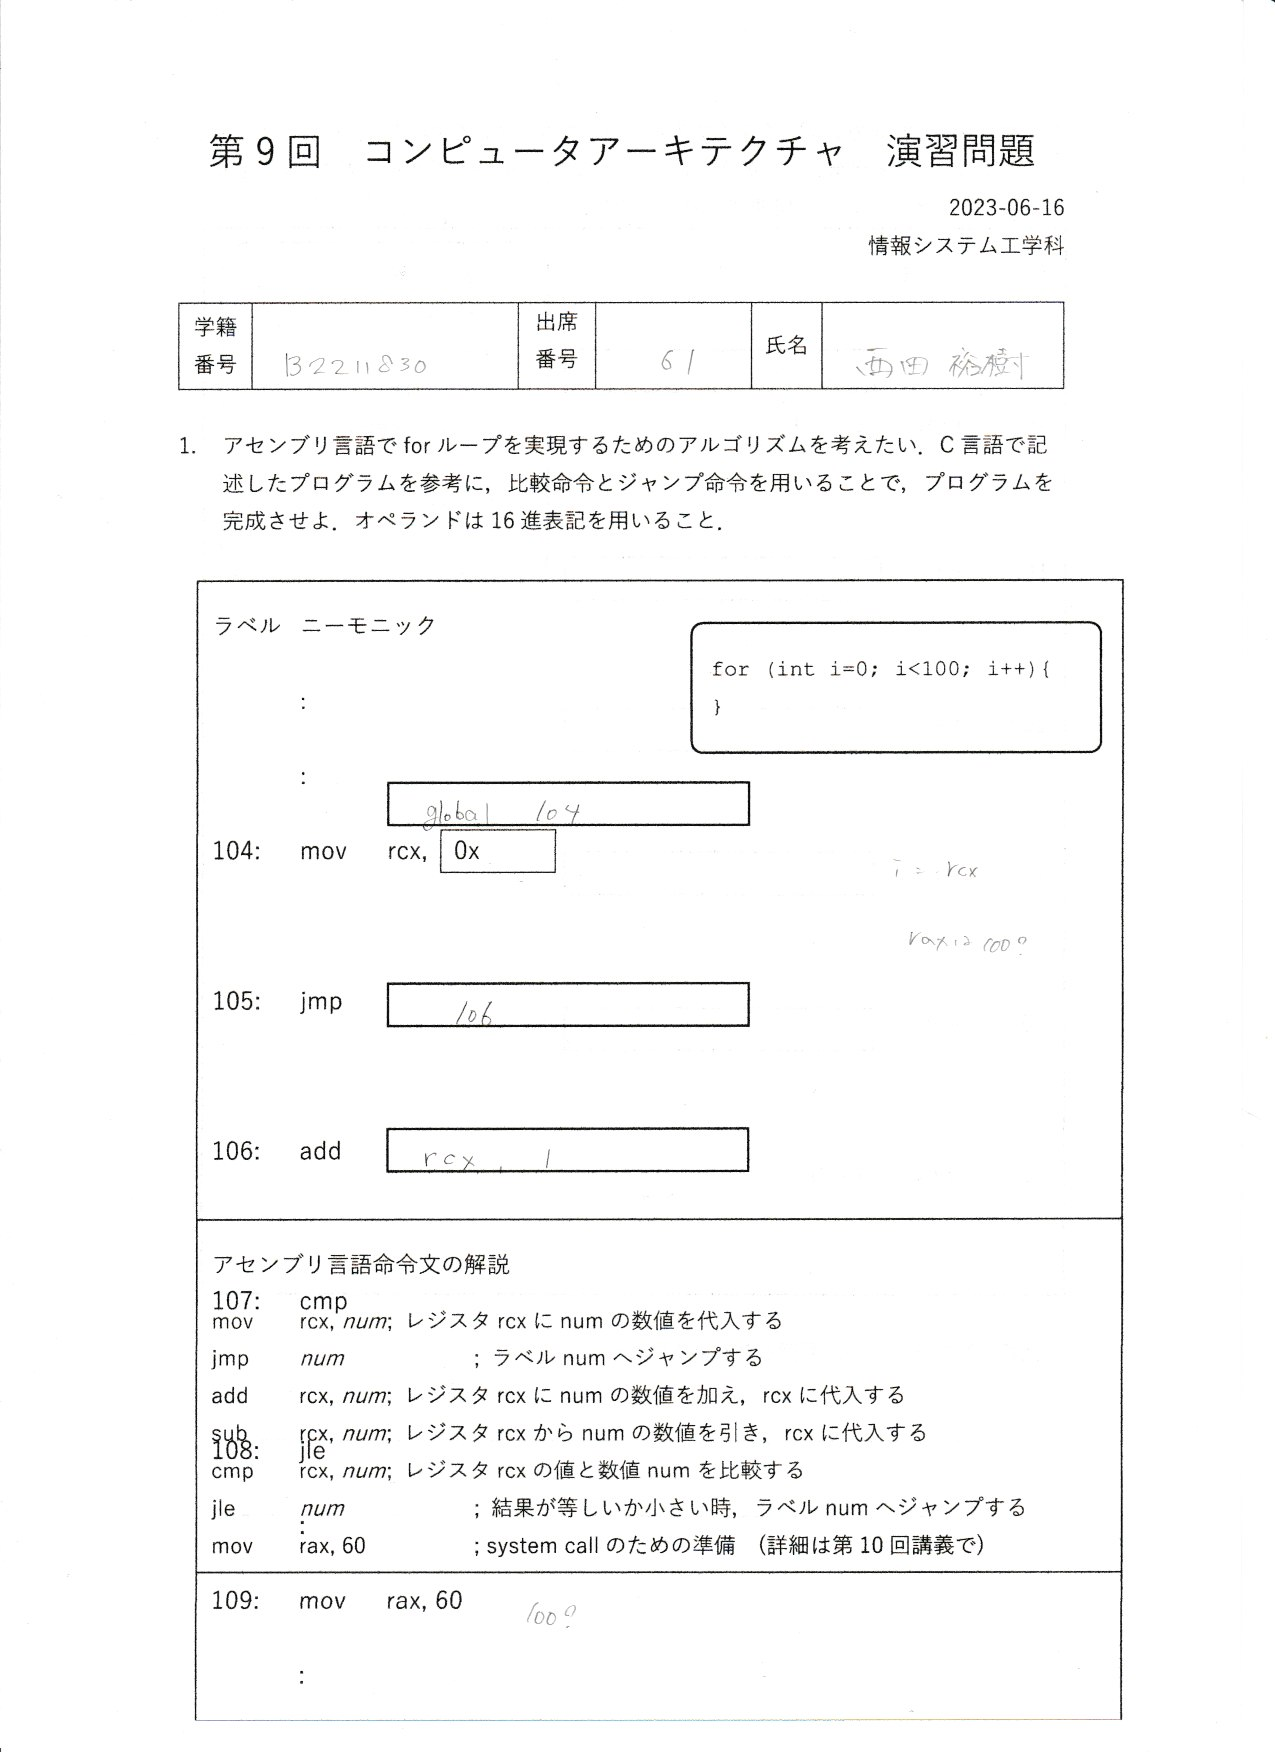 第9回　コンピュータアーキテクチャ　演習問題
2023-06-16
情報システム工学科
学籍番号 B2211830 出席番号 61 氏名 西田 裕樹
1. アセンブリ言語で for ループを実現するためのアルゴリズムを考えたい．C 言語で記
述したプログラムを参考に，比較命令とジャンプ命令を用いることで，プログラムを
完成させよ．オペランドは 16 進表記を用いること．
ラベル ニーモニック
for (int i=0; i<100; i++){
}
:
:
global 104
104: mov rcx, 0x
i = rcx
rax は 100?
105: jmp 106
106: add rcx , 1
アセンブリ言語命令文の解説
107: cmp
mov rcx, num; レジスタ rcx に num の数値を代入する
jmp num ; ラベル num へジャンプする
add rcx, num; レジスタ rcx に num の数値を加え，rcx に代入する
sub rcx, num; レジスタ rcx から num の数値を引き，rcx に代入する
108: jle
cmp rcx, num; レジスタ rcx の値と数値 num を比較する
jle num ; 結果が等しいか小さい時，ラベル num へジャンプする
:
mov rax, 60 ; system call のための準備 （詳細は第 10 回講義で）
109: mov rax, 60
100?
: